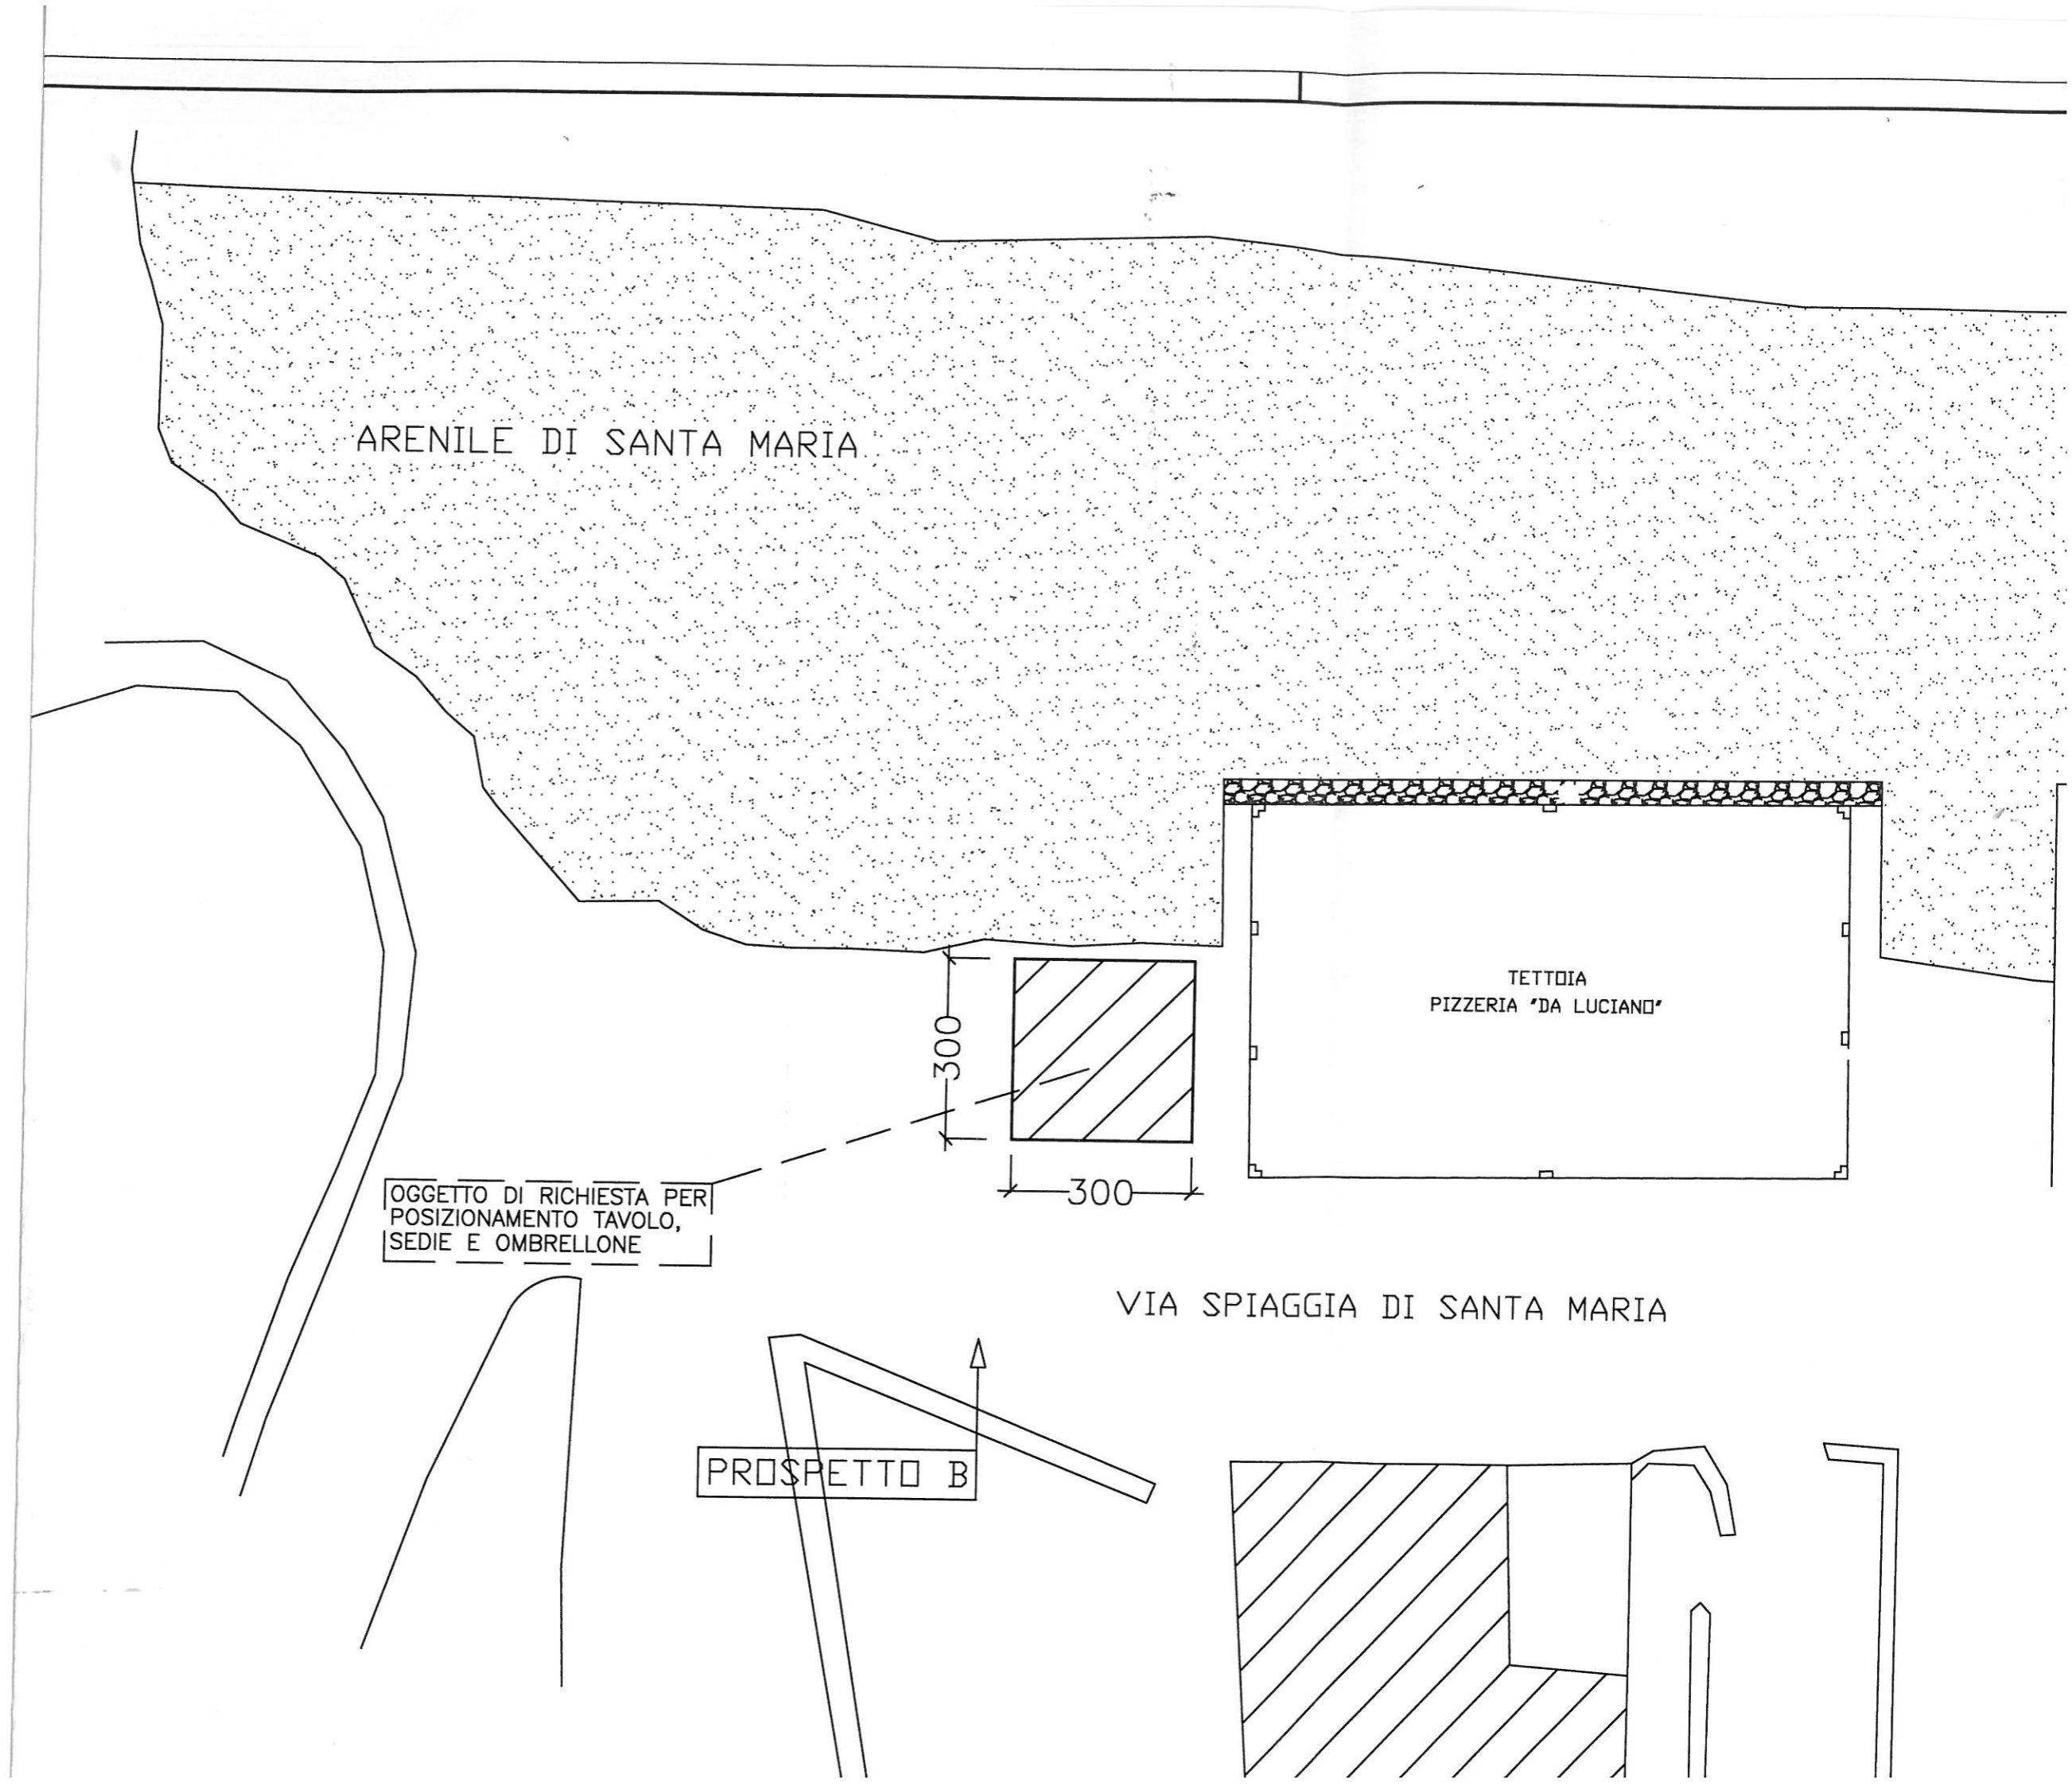 ARENILE DI SANTA MARIA
TETTOIA
PIZZERIA "DA LUCIANO"
300
300
OGGETTO DI RICHIESTA PER
POSIZIONAMENTO TAVOLO,
SEDIE E OMBRELLONE
VIA SPIAGGIA DI SANTA MARIA
PROSPETTO B